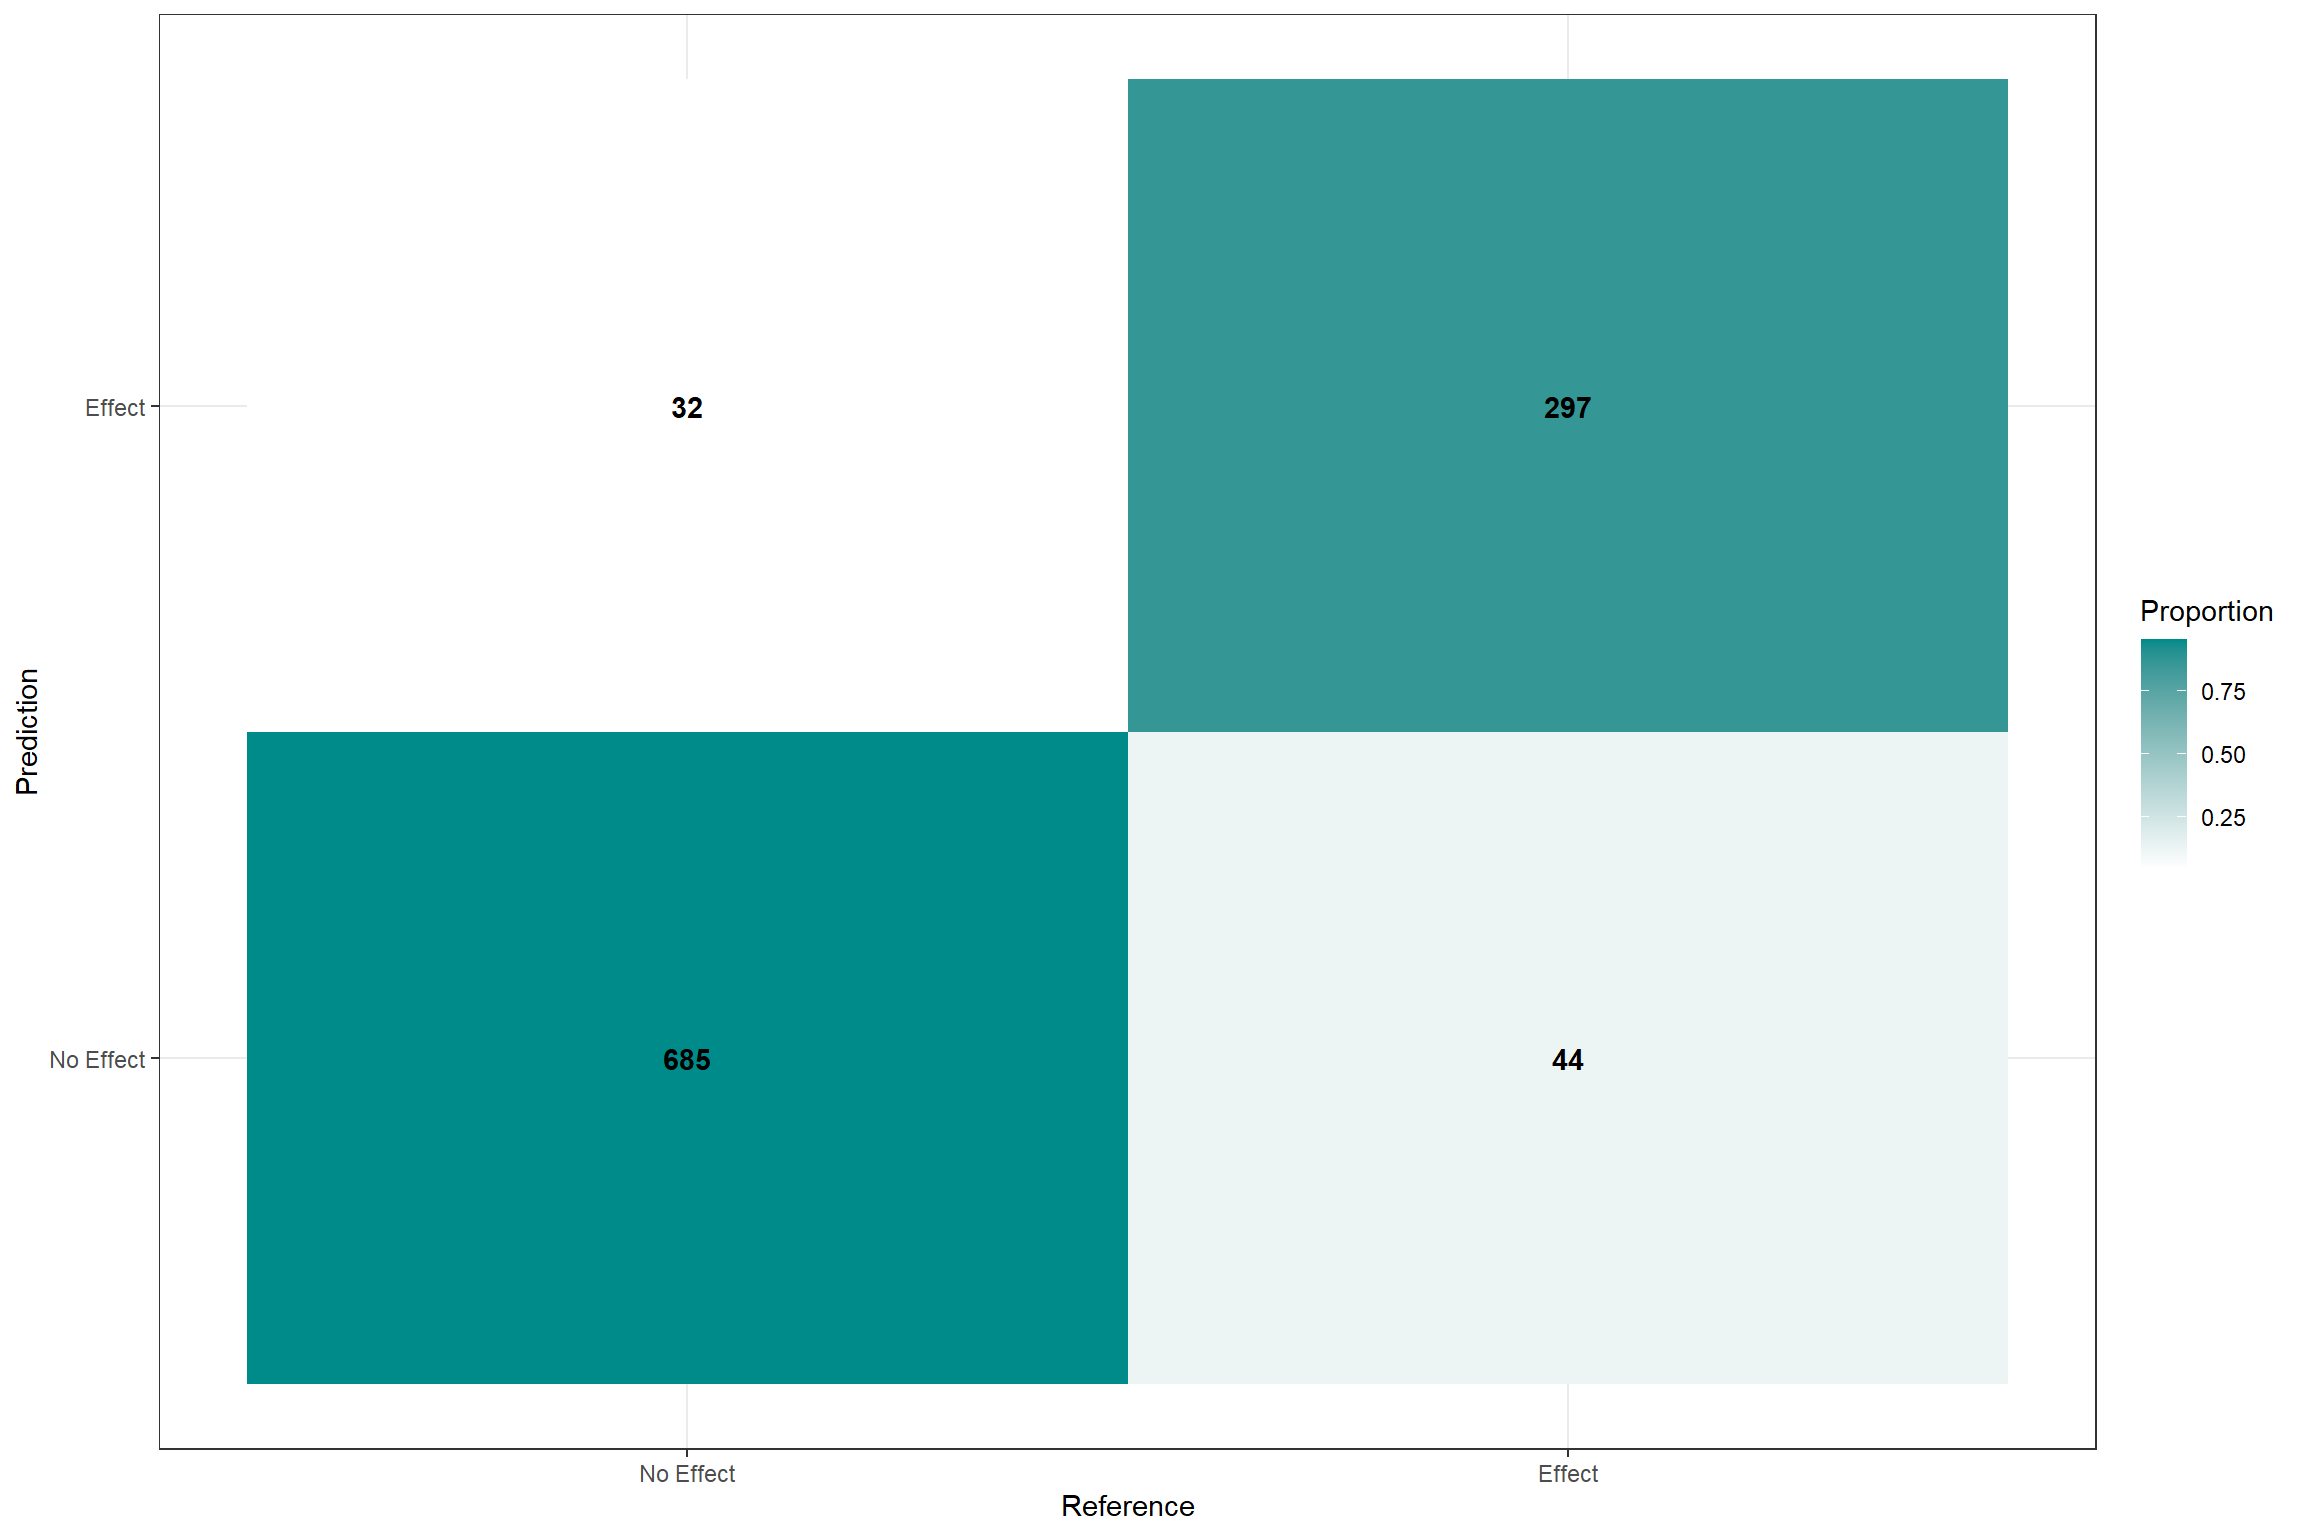 Effect
32
297
Proportion
0.75
0.50
0.25
Prediction
No Effect
685
44
No Effect
Effect
Reference